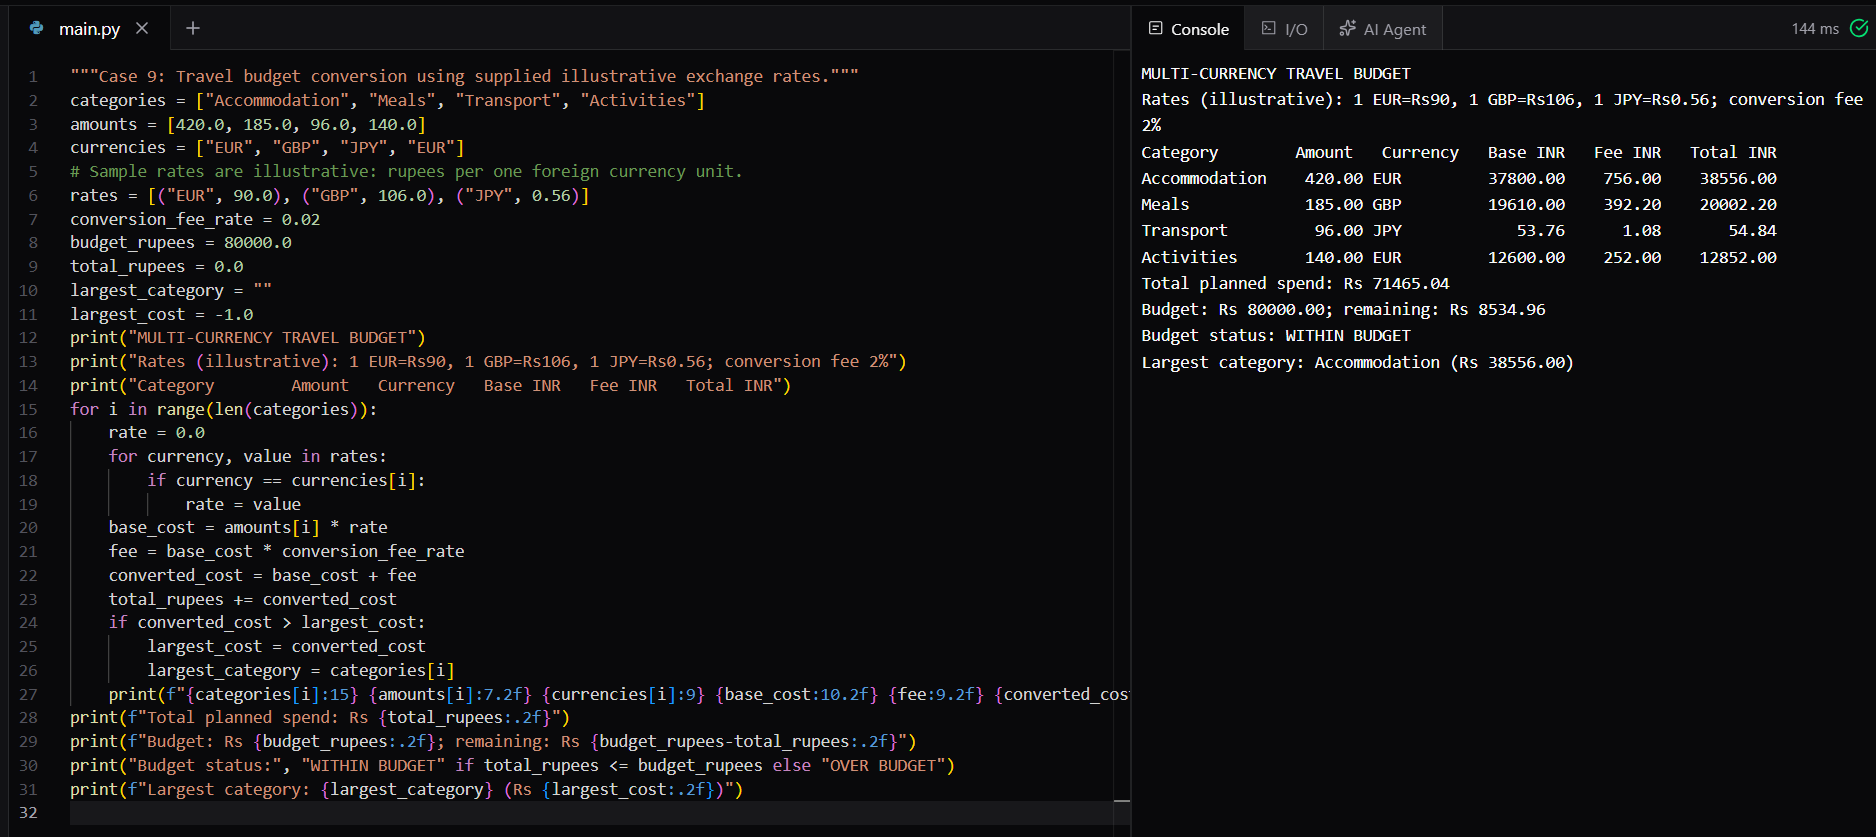 main.py
1 """Case 9: Travel budget conversion using supplied illustrative exchange rates."""
2 categories = ["Accommodation", "Meals", "Transport", "Activities"]
3 amounts = [420.0, 185.0, 96.0, 140.0]
4 currencies = ["EUR", "GBP", "JPY", "EUR"]
5 # Sample rates are illustrative: rupees per one foreign currency unit.
6 rates = [("EUR", 90.0), ("GBP", 106.0), ("JPY", 0.56)]
7 conversion_fee_rate = 0.02
8 budget_rupees = 80000.0
9 total_rupees = 0.0
10 largest_category = ""
11 largest_cost = -1.0
12 print("MULTI-CURRENCY TRAVEL BUDGET")
13 print("Rates (illustrative): 1 EUR=Rs90, 1 GBP=Rs106, 1 JPY=Rs0.56; conversion fee 2%")
14 print("Category        Amount   Currency   Base INR   Fee INR   Total INR")
15 for i in range(len(categories)):
16     rate = 0.0
17     for currency, value in rates:
18         if currency == currencies[i]:
19             rate = value
20     base_cost = amounts[i] * rate
21     fee = base_cost * conversion_fee_rate
22     converted_cost = base_cost + fee
23     total_rupees += converted_cost
24     if converted_cost > largest_cost:
25         largest_cost = converted_cost
26         largest_category = categories[i]
27     print(f"{categories[i]:15} {amounts[i]:7.2f} {currencies[i]:9} {base_cost:10.2f} {fee:9.2f} {converted_cos
28 print(f"Total planned spend: Rs {total_rupees:.2f}")
29 print(f"Budget: Rs {budget_rupees:.2f}; remaining: Rs {budget_rupees-total_rupees:.2f}")
30 print("Budget status:", "WITHIN BUDGET" if total_rupees <= budget_rupees else "OVER BUDGET")
31 print(f"Largest category: {largest_category} (Rs {largest_cost:.2f})")
32
Console I/O AI Agent 144 ms
MULTI-CURRENCY TRAVEL BUDGET
Rates (illustrative): 1 EUR=Rs90, 1 GBP=Rs106, 1 JPY=Rs0.56; conversion fee
2%
Category        Amount   Currency   Base INR   Fee INR   Total INR
Accommodation    420.00 EUR         37800.00    756.00    38556.00
Meals            185.00 GBP         19610.00    392.20    20002.20
Transport         96.00 JPY            53.76      1.08       54.84
Activities       140.00 EUR         12600.00    252.00    12852.00
Total planned spend: Rs 71465.04
Budget: Rs 80000.00; remaining: Rs 8534.96
Budget status: WITHIN BUDGET
Largest category: Accommodation (Rs 38556.00)